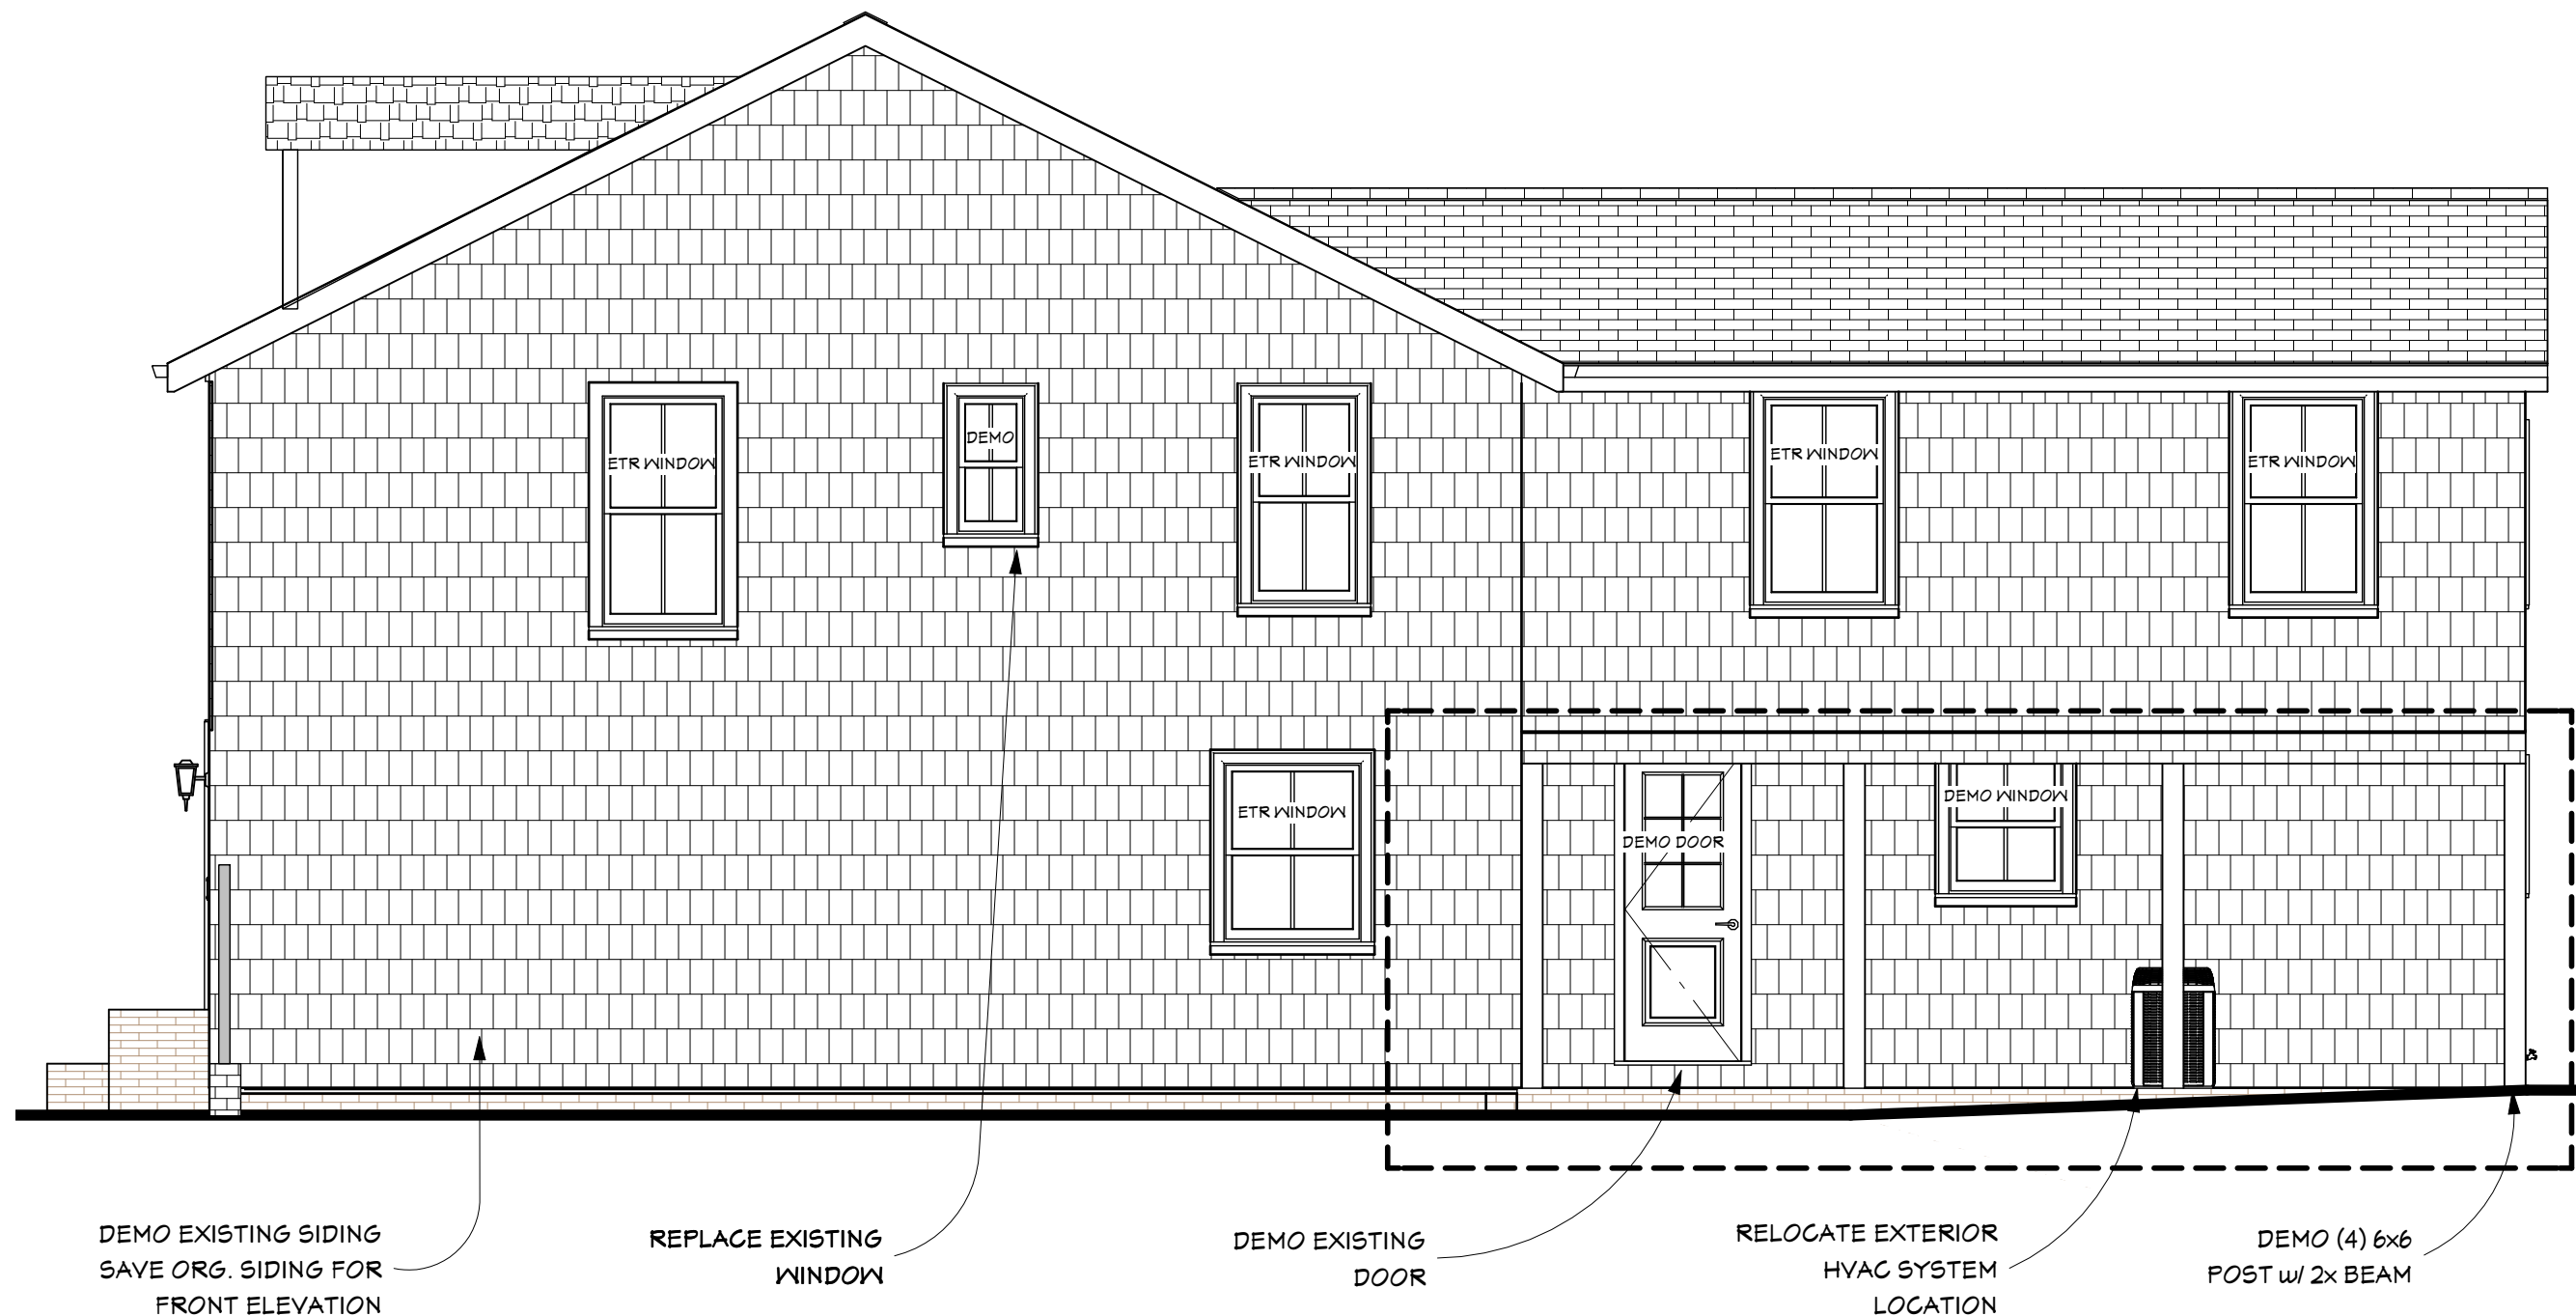 DEMO
ETR WINDOW
ETR WINDOW
ETR WINDOW
ETR WINDOW
DEMO WINDOW
ETR WINDOW
DEMO DOOR
DEMO EXISTING SIDING
SAVE ORG. SIDING FOR
FRONT ELEVATION
REPLACE EXISTING
WINDOW
DEMO EXISTING
DOOR
RELOCATE EXTERIOR
HVAC SYSTEM
LOCATION
DEMO (4) 6x6
POST w/ 2x BEAM